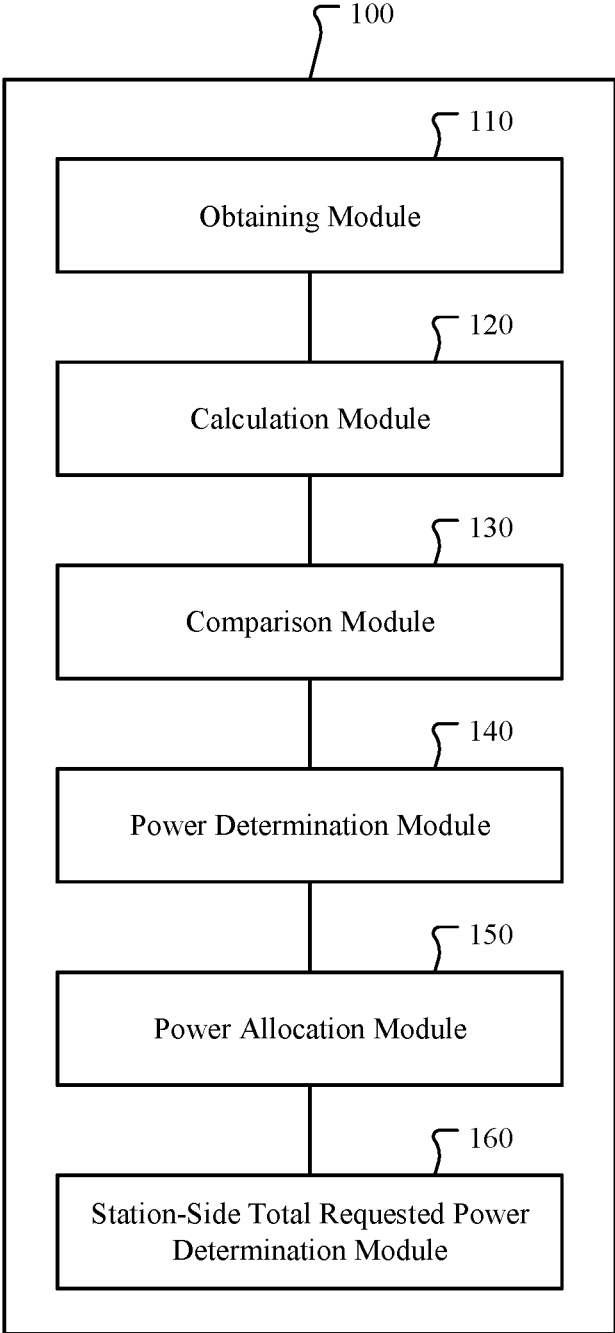 100
110
Obtaining Module
120
Calculation Module
130
Comparison Module
140
Power Determination Module
150
Power Allocation Module
160
Station-Side Total Requested Power
Determination Module